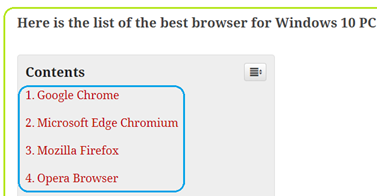 Here is the list of the best browser for Windows 10 PC
Contents
1. Google Chrome
2. Microsoft Edge Chromium
3. Mozilla Firefox
4. Opera Browser